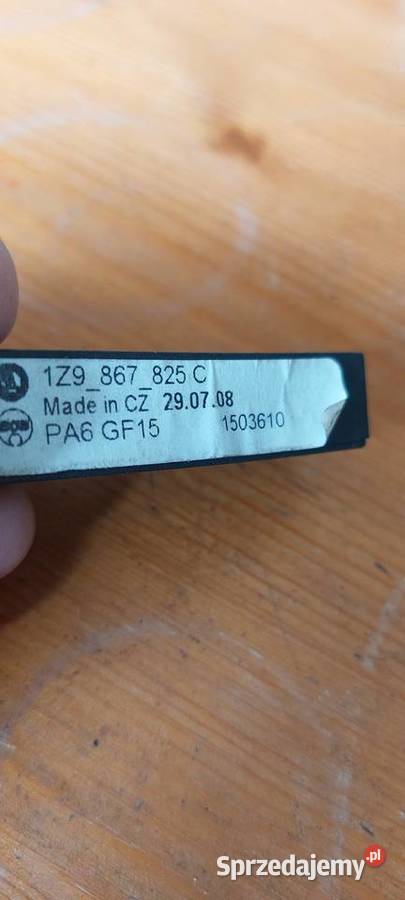 1Z9_867_825 C
Made in CZ 29.07.08
PA6 GF15 1503610
Sprzedajemy.pl